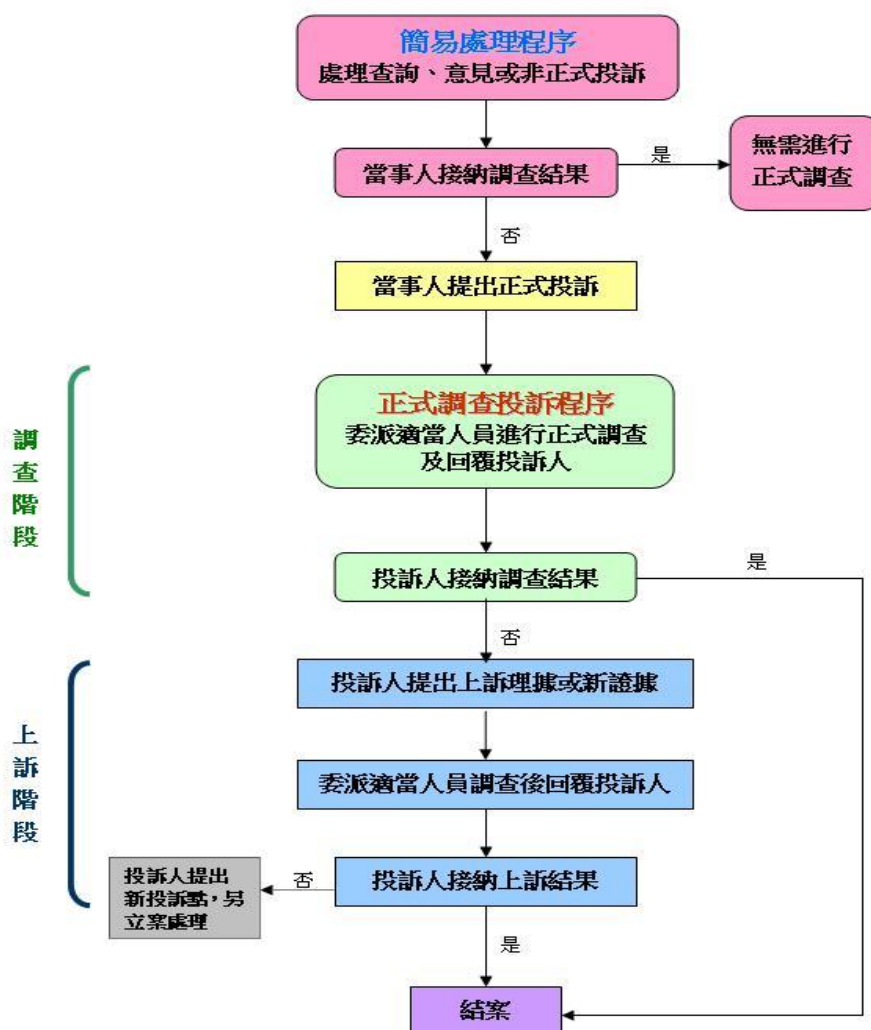 簡易處理程序
處理查詢、意見或非正式投訴
當事人接納調查結果
是
無需進行
正式調查
否
當事人提出正式投訴
調查階段
正式調查投訴程序
委派適當人員進行正式調查
及回覆投訴人
投訴人接納調查結果
是
否
上訴階段
投訴人提出上訴理據或新證據
委派適當人員調查後回覆投訴人
投訴人接納上訴結果
否
投訴人提出
新投訴點，另
立案處理
是
結案